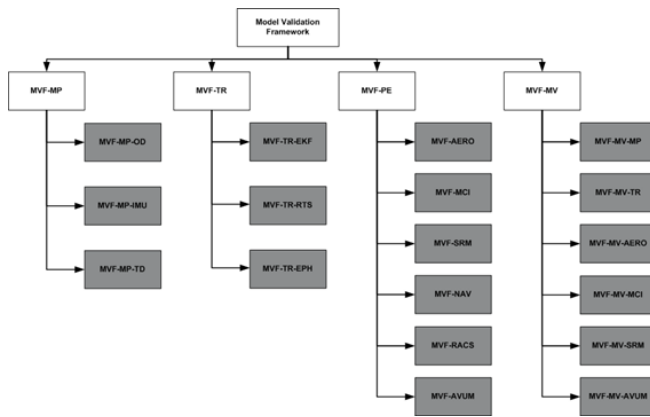 Model Validation
Framework
MVF-MP
MVF-TR
MVF-PE
MVF-MV
MVF-MP-OD
MVF-MP-IMU
MVF-MP-TD
MVF-TR-EKF
MVF-TR-RTS
MVF-TR-EPH
MVF-AERO
MVF-MCI
MVF-SRM
MVF-NAV
MVF-RACS
MVF-AVUM
MVF-MV-MP
MVF-MV-TR
MVF-MV-AERO
MVF-MV-MCI
MVF-MV-SRM
MVF-MV-AVUM